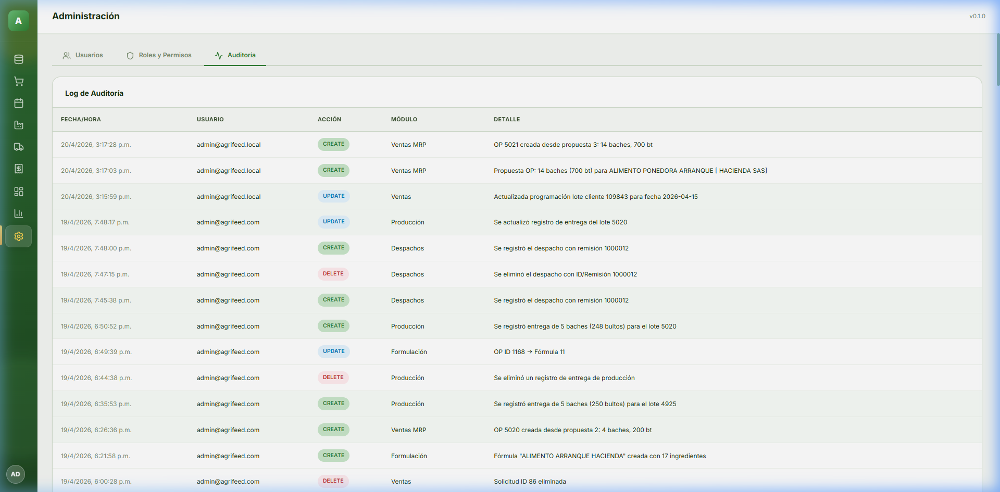 A
Administración
v0.1.0
Usuarios
Roles y Permisos
Auditoría
Log de Auditoría
FECHA/HORA USUARIO ACCIÓN MÓDULO DETALLE
20/4/2026, 3:17:28 p.m. admin@agrifeed.local CREATE Ventas MRP OP 5021 creada desde propuesta 3: 14 baches, 700 bt
20/4/2026, 3:17:03 p.m. admin@agrifeed.local CREATE Ventas MRP Propuesta OP: 14 baches (700 bt) para ALIMENTO PONEDORA ARRANQUE [ HACIENDA SAS]
20/4/2026, 3:15:59 p.m. admin@agrifeed.local UPDATE Ventas Actualizada programación lote cliente 109843 para fecha 2026-04-15
19/4/2026, 7:48:17 p.m. admin@agrifeed.com UPDATE Producción Se actualizó registro de entrega del lote 5020
19/4/2026, 7:48:00 p.m. admin@agrifeed.com CREATE Despachos Se registró el despacho con remisión 1000012
19/4/2026, 7:47:15 p.m. admin@agrifeed.com DELETE Despachos Se eliminó el despacho con ID/Remisión 1000012
19/4/2026, 7:45:38 p.m. admin@agrifeed.com CREATE Despachos Se registró el despacho con remisión 1000012
19/4/2026, 6:50:52 p.m. admin@agrifeed.com CREATE Producción Se registró entrega de 5 baches (248 bultos) para el lote 5020
19/4/2026, 6:49:39 p.m. admin@agrifeed.com UPDATE Formulación OP ID 1168 → Fórmula 11
19/4/2026, 6:44:38 p.m. admin@agrifeed.com DELETE Producción Se eliminó un registro de entrega de producción
19/4/2026, 6:35:53 p.m. admin@agrifeed.com CREATE Producción Se registró entrega de 5 baches (250 bultos) para el lote 4925
19/4/2026, 6:26:36 p.m. admin@agrifeed.com CREATE Ventas MRP OP 5020 creada desde propuesta 2: 4 baches, 200 bt
19/4/2026, 6:21:58 p.m. admin@agrifeed.com CREATE Formulación Fórmula "ALIMENTO ARRANQUE HACIENDA" creada con 17 ingredientes
19/4/2026, 6:00:28 p.m. admin@agrifeed.com DELETE Ventas Solicitud ID 86 eliminada
AD